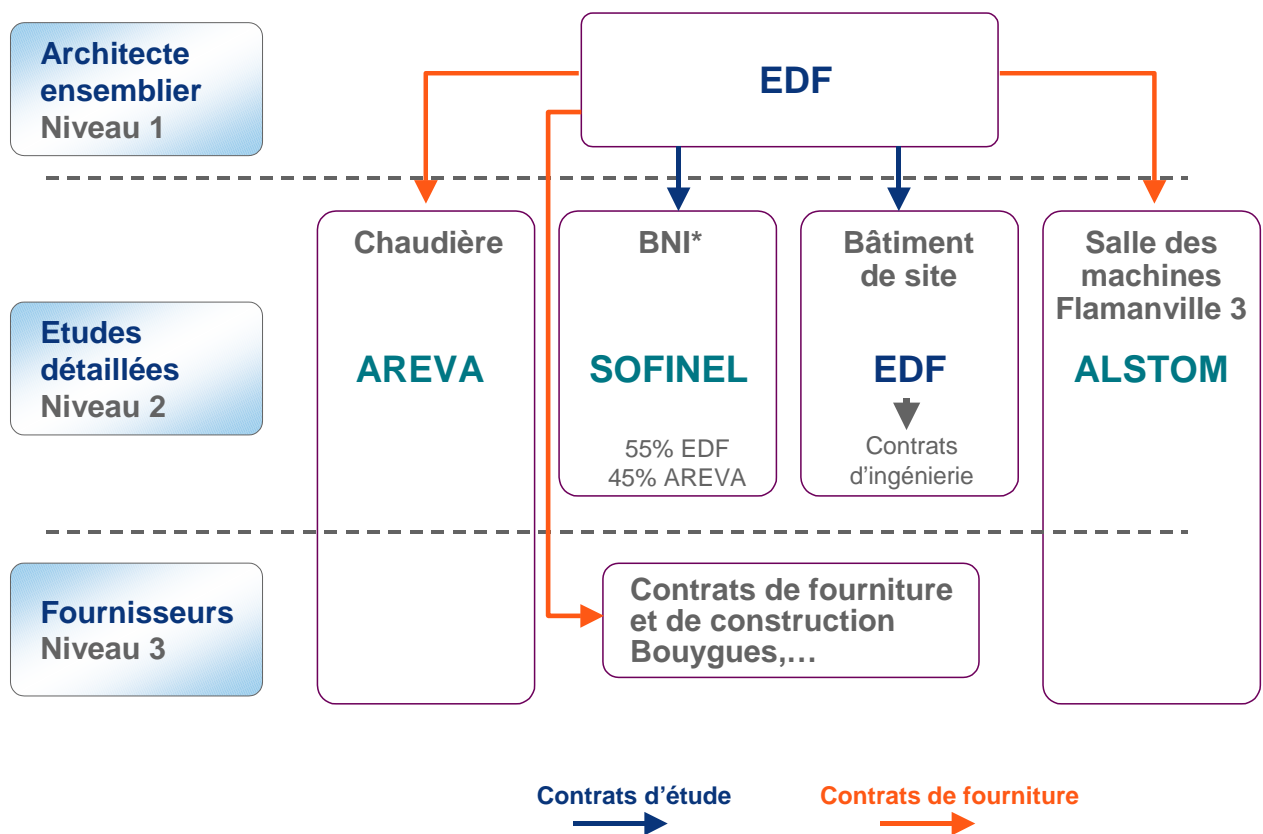 Architecte
ensemblier
Niveau 1
EDF
Etudes
détaillées
Niveau 2
Chaudière
AREVA
BNI*
SOFINEL
55% EDF
45% AREVA
Bâtiment
de site
EDF
Contrats
d'ingénierie
Salle des
machines
Flamanville 3
ALSTOM
Fournisseurs
Niveau 3
Contrats de fourniture
et de construction
Bouygues,…
Contrats d'étude
Contrats de fourniture